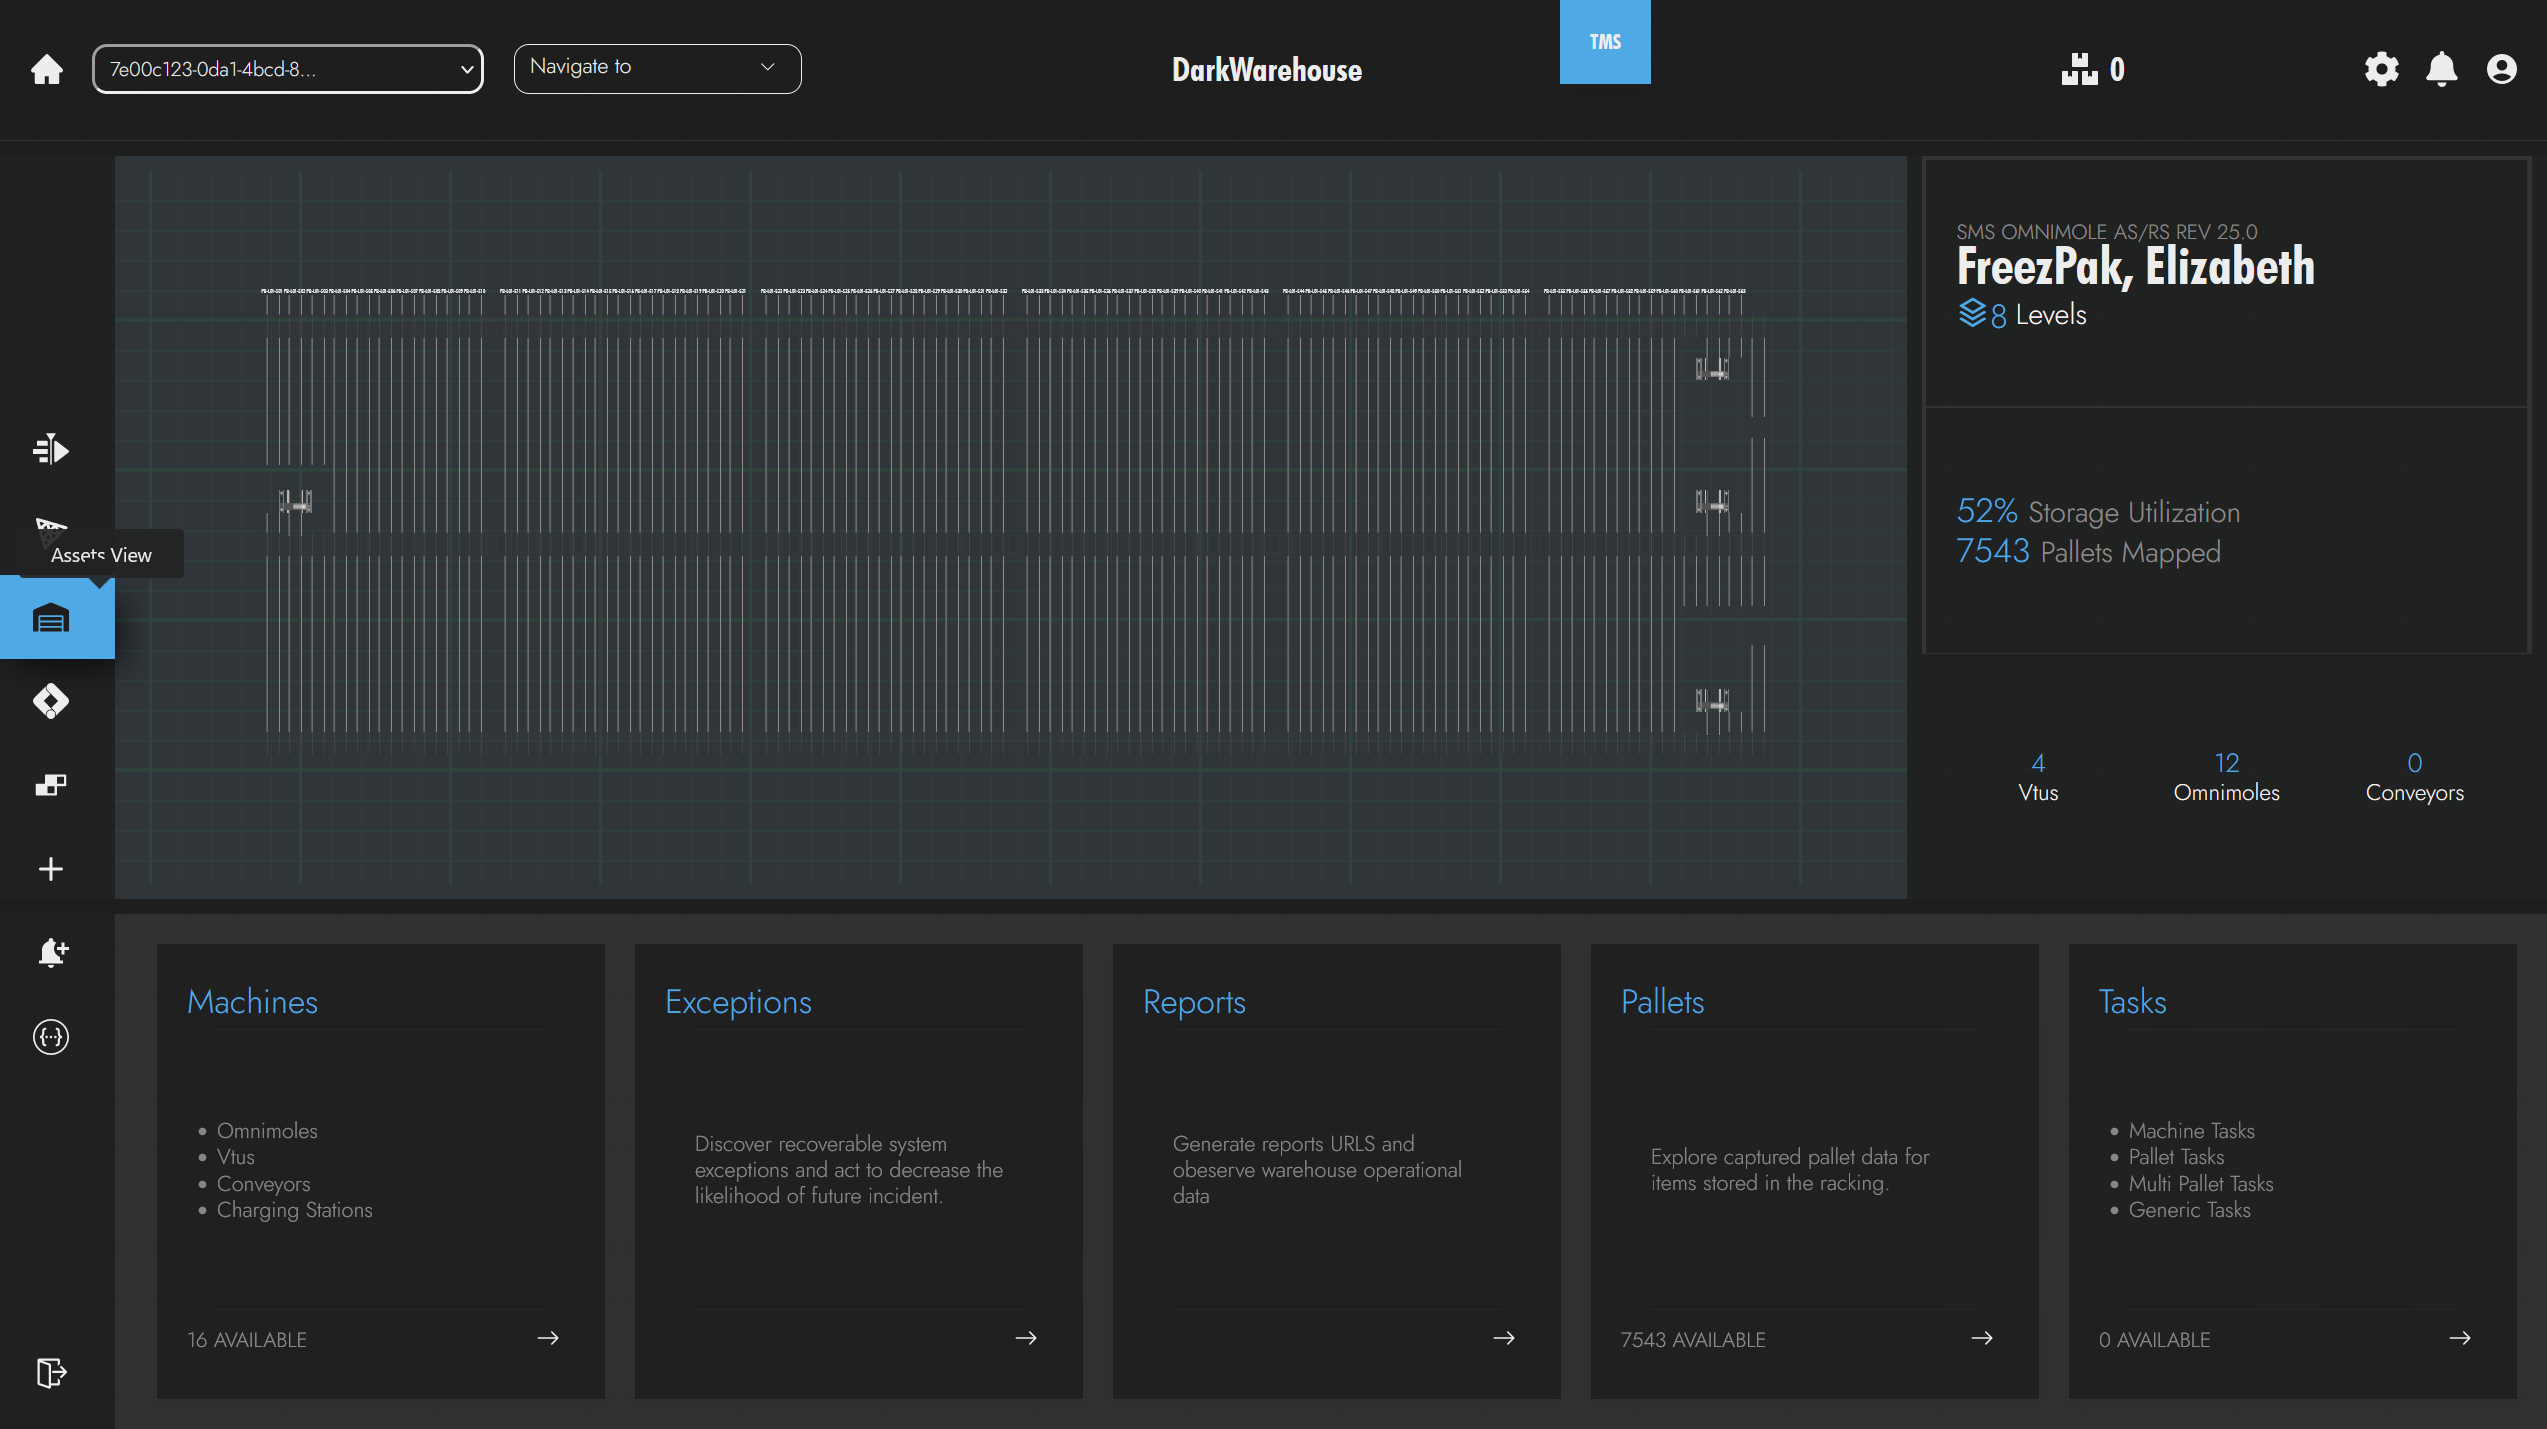 7e00c123-0da1-4bcd-8...
Navigate to
DarkWarehouse
TMS
0
SMS OMNIMOLE AS/RS REV 25.0
FreezPak, Elizabeth
8 Levels
52% Storage Utilization
7543 Pallets Mapped
Assets View
4
Vtus
12
Omnimoles
0
Conveyors
Machines
Omnimoles
Vtus
Conveyors
Charging Stations
16 AVAILABLE
Exceptions
Discover recoverable system
exceptions and act to decrease the
likelihood of future incident.
Reports
Generate reports URLS and
obeserve warehouse operational
data
Pallets
Explore captured pallet data for
items stored in the racking.
7543 AVAILABLE
Tasks
Machine Tasks
Pallet Tasks
Multi Pallet Tasks
Generic Tasks
0 AVAILABLE